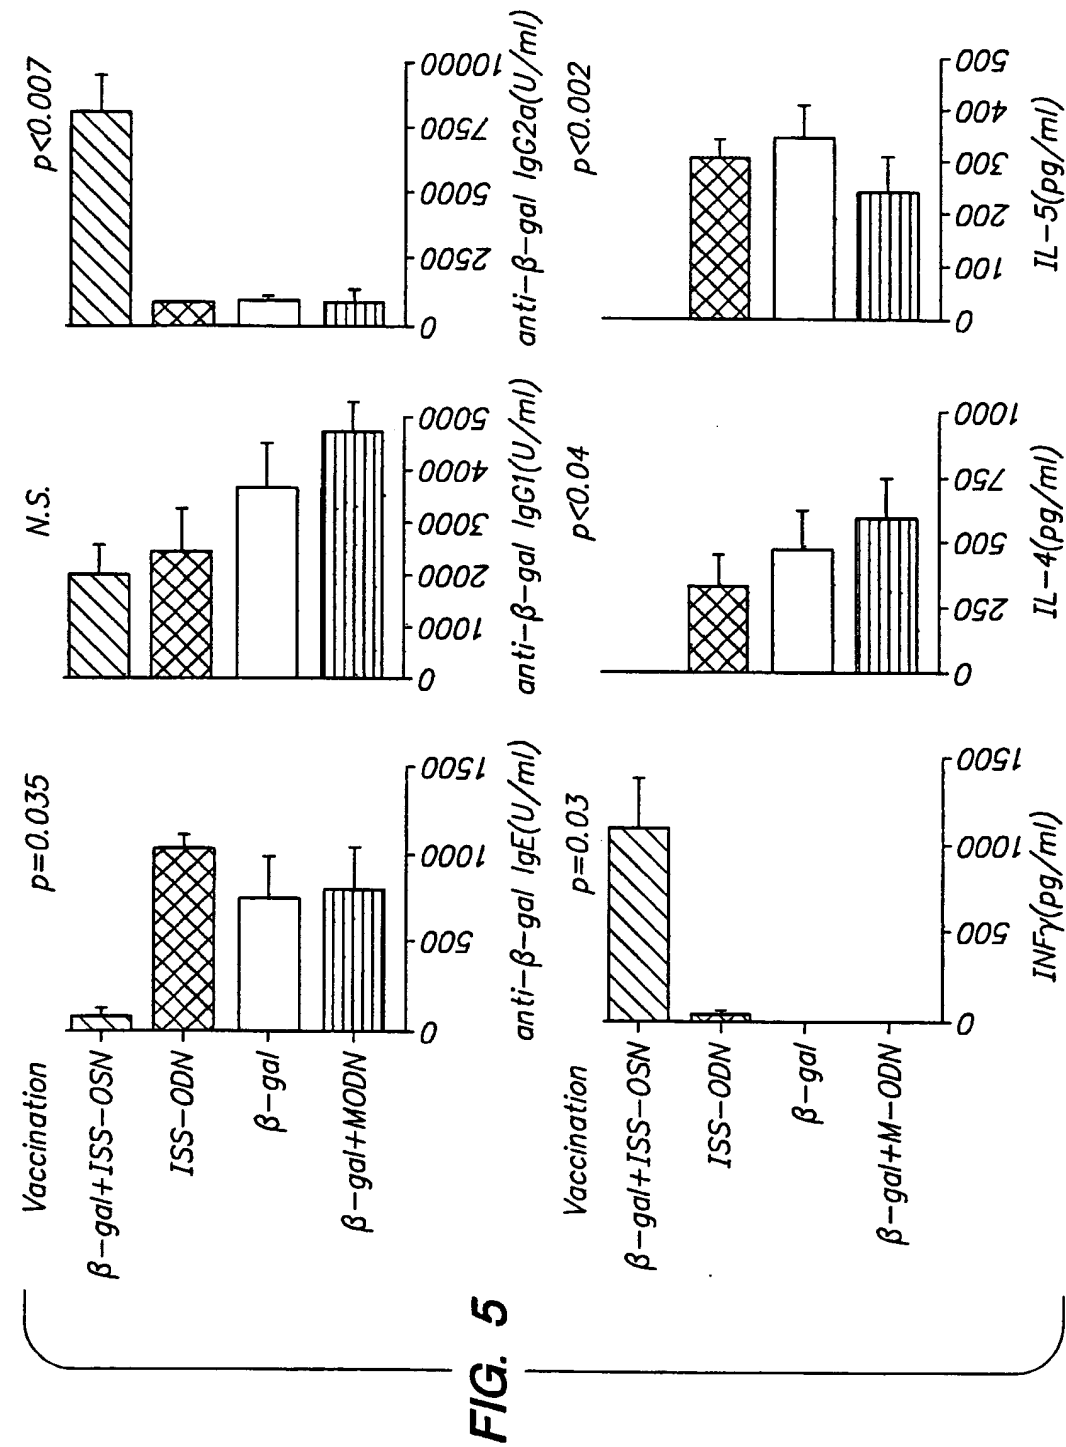 Vaccination
p=0.035
N.S.
p<0.007
β-gal+ISS-OSN
ISS-ODN
β-gal
β-gal+MODN
0 500 1000 1500
0 1000 2000 3000 4000 5000
0 2500 5000 7500 10000
anti-β-gal IgE(U/ml)
anti-β-gal IgG1(U/ml)
anti-β-gal IgG2a(U/ml)
Vaccination
p=0.03
p<0.04
p<0.002
β-gal+ISS-OSN
ISS-ODN
β-gal
β-gal+M-ODN
0 500 1000 1500
0 250 500 750 1000
0 100 200 300 400 500
INFγ(pg/ml)
IL-4(pg/ml)
IL-5(pg/ml)
FIG. 5